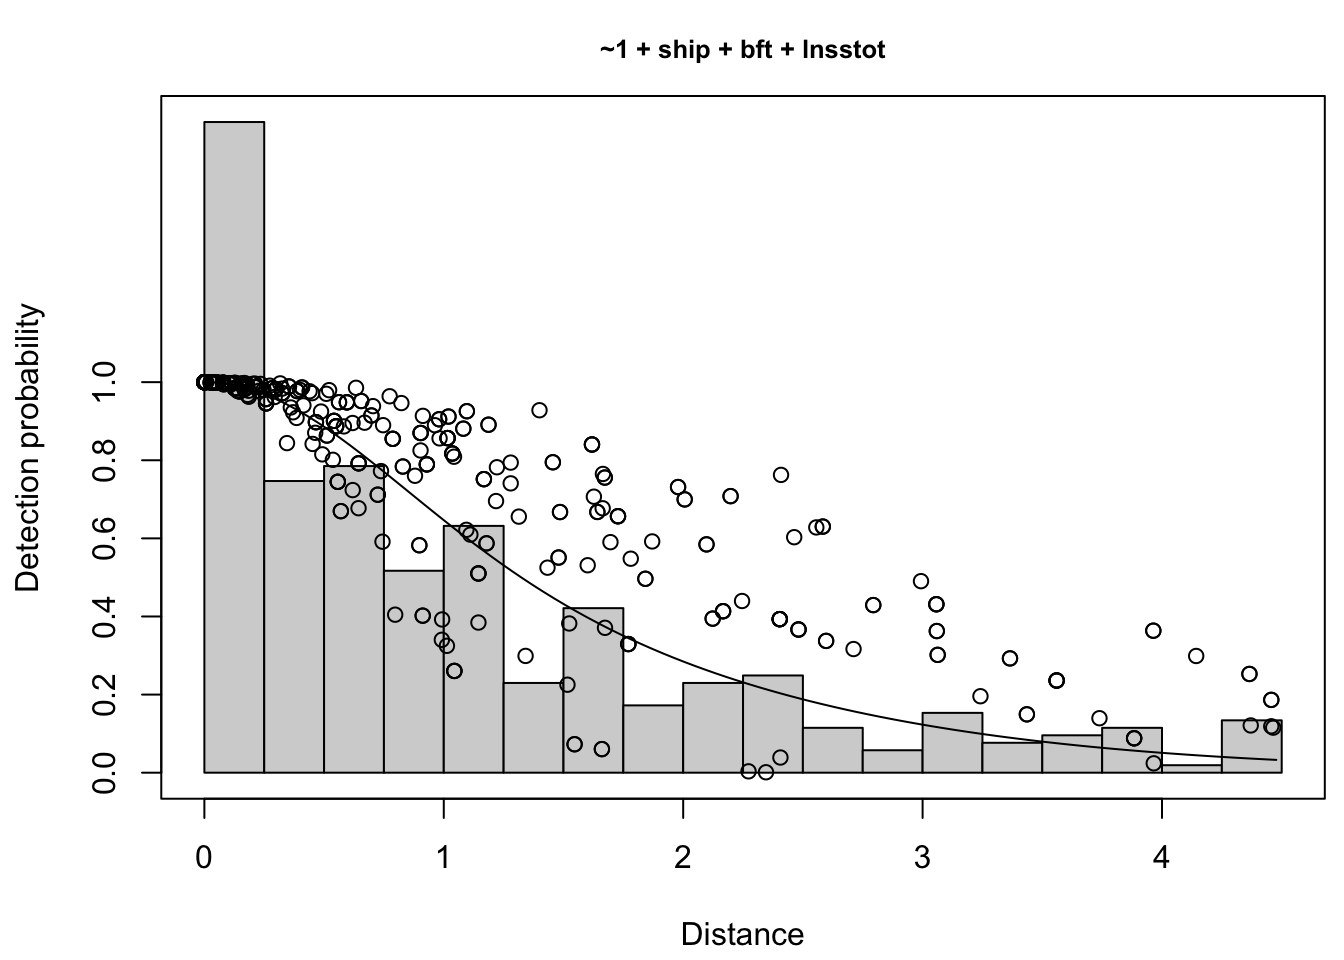 ~1 + ship + bft + lnsstot
Detection probability
1.0
0.8
0.6
0.4
0.2
0.0
0 1 2 3 4
Distance